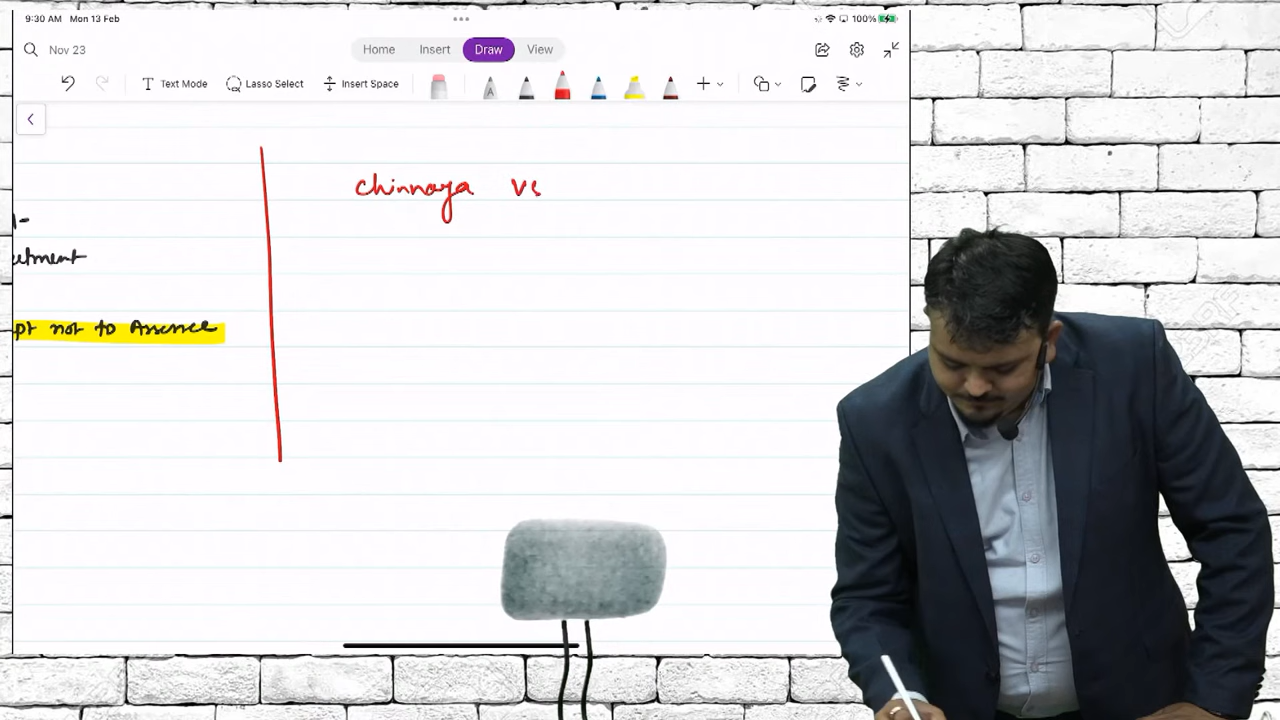 9:30 AM Mon 13 Feb
100%
Nov 23
Home Insert Draw View
Text Mode Lasso Select Insert Space
A
chinnaya vs
pt not to Assence